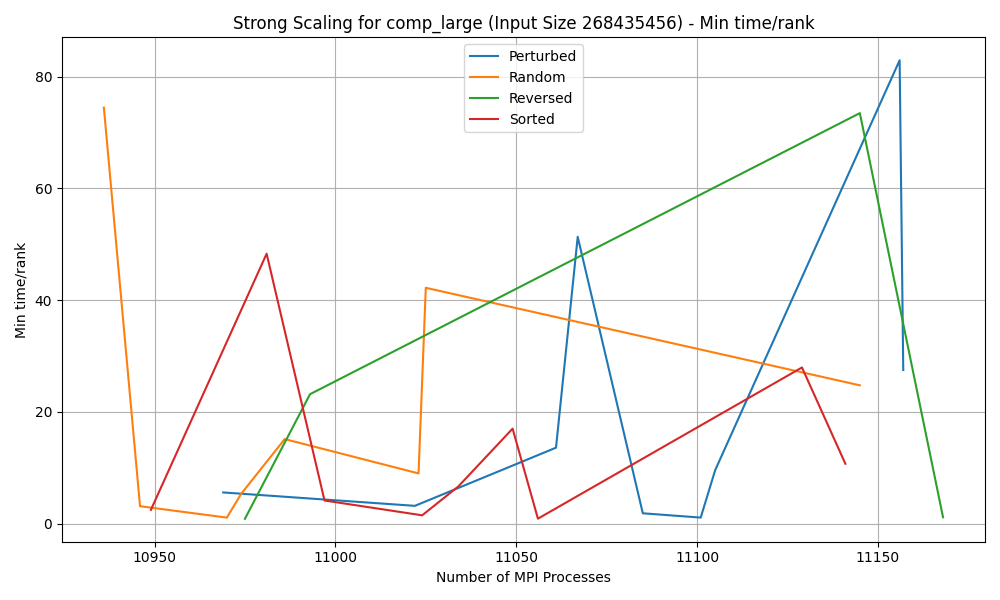 Strong Scaling for comp_large (Input Size 268435456) - Min time/rank
Perturbed
Random
Reversed
Sorted
80
60
40
20
0
Min time/rank
10950
11000
11050
11100
11150
Number of MPI Processes